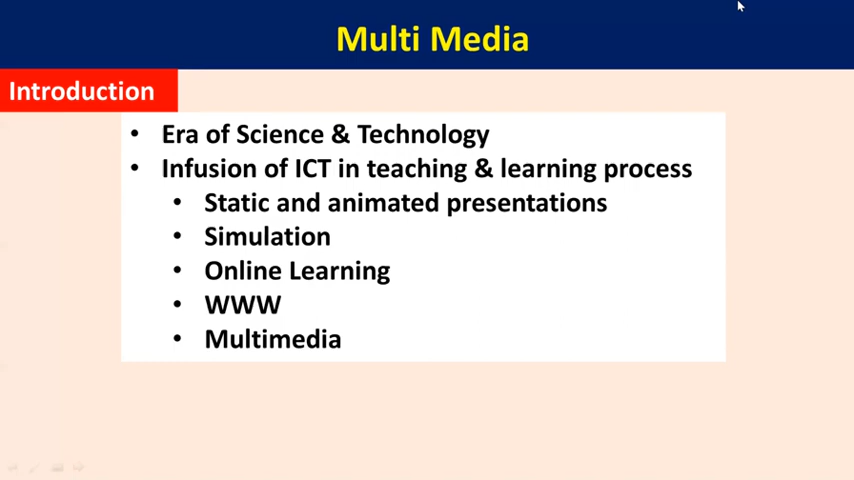 Multi Media
Introduction
• Era of Science & Technology
• Infusion of ICT in teaching & learning process
• Static and animated presentations
• Simulation
• Online Learning
• WWW
• Multimedia